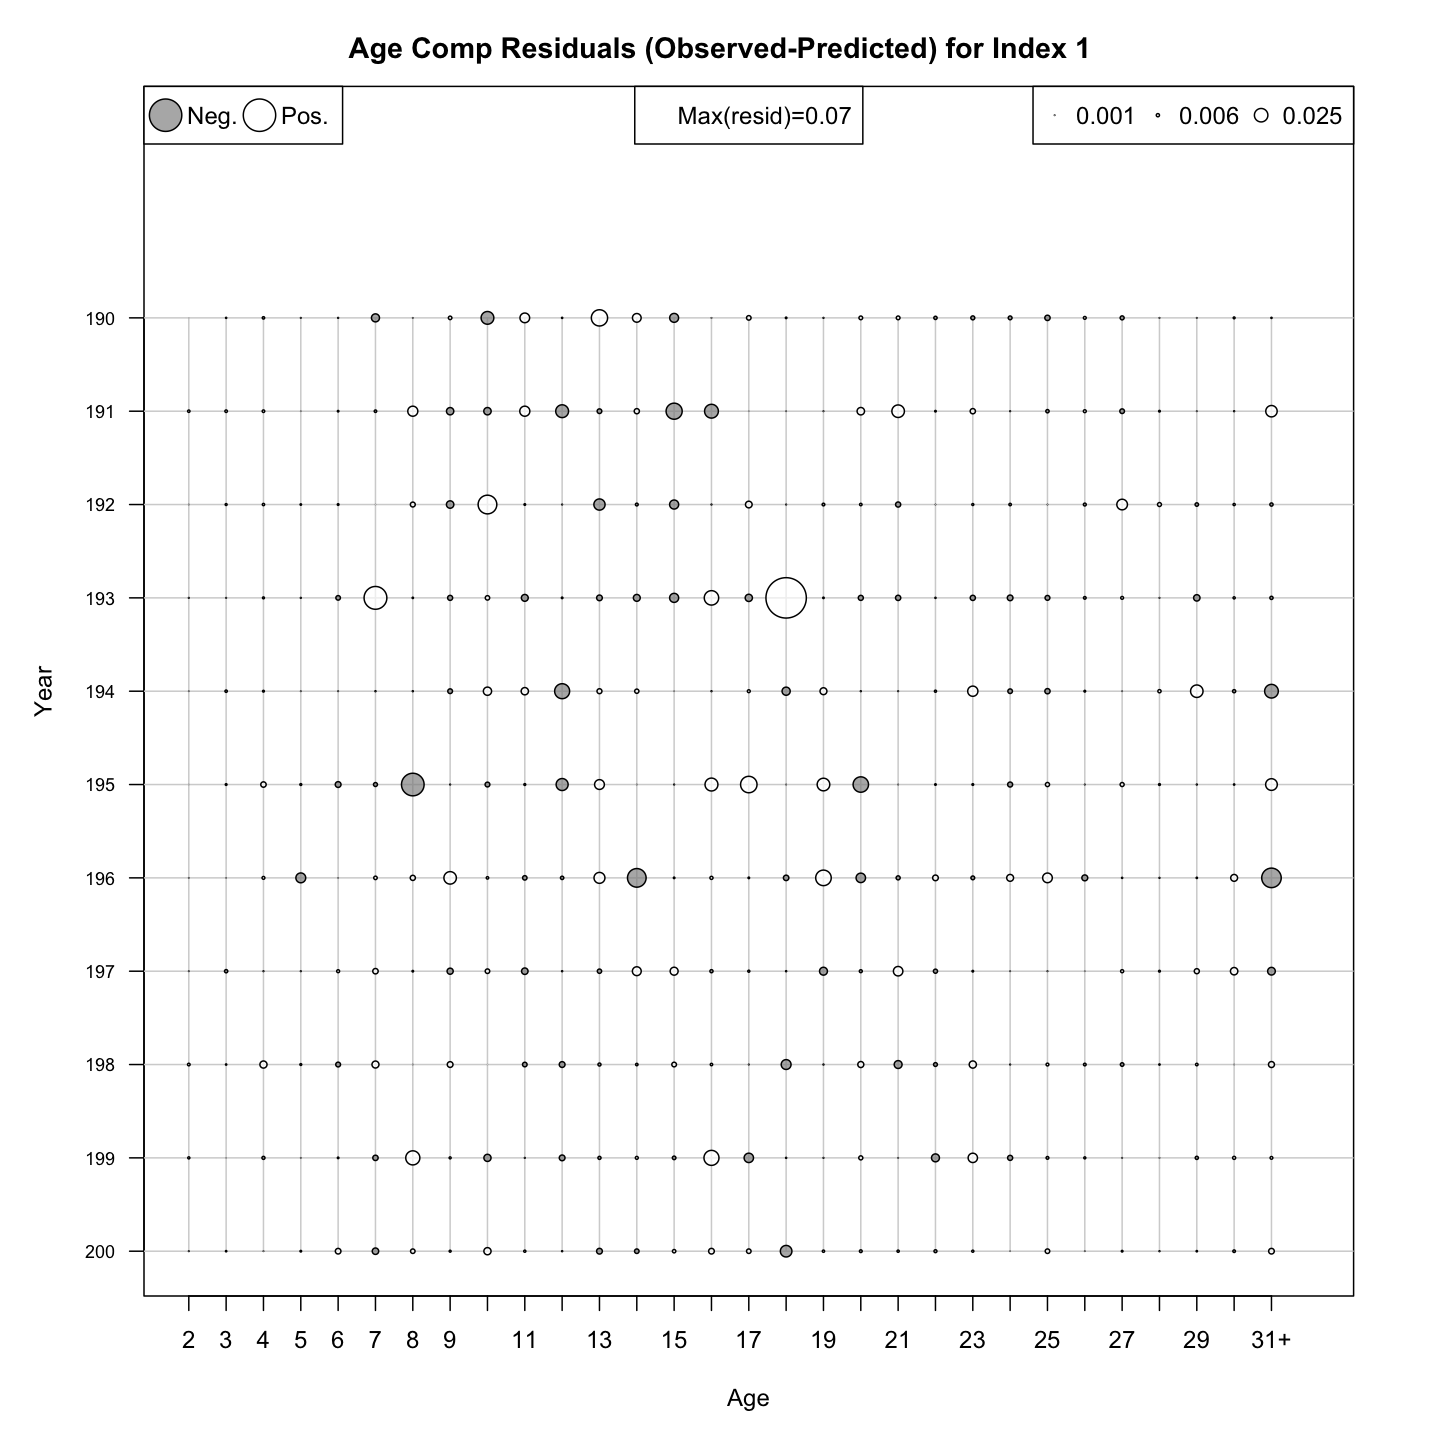 Age Comp Residuals (Observed-Predicted) for Index 1
Neg. Pos. Max(resid)=0.07 0.001 0.006 0.025
190
191
192
193
194
195
196
197
198
199
200
Year
2 3 4 5 6 7 8 9 11 13 15 17 19 21 23 25 27 29 31+
Age